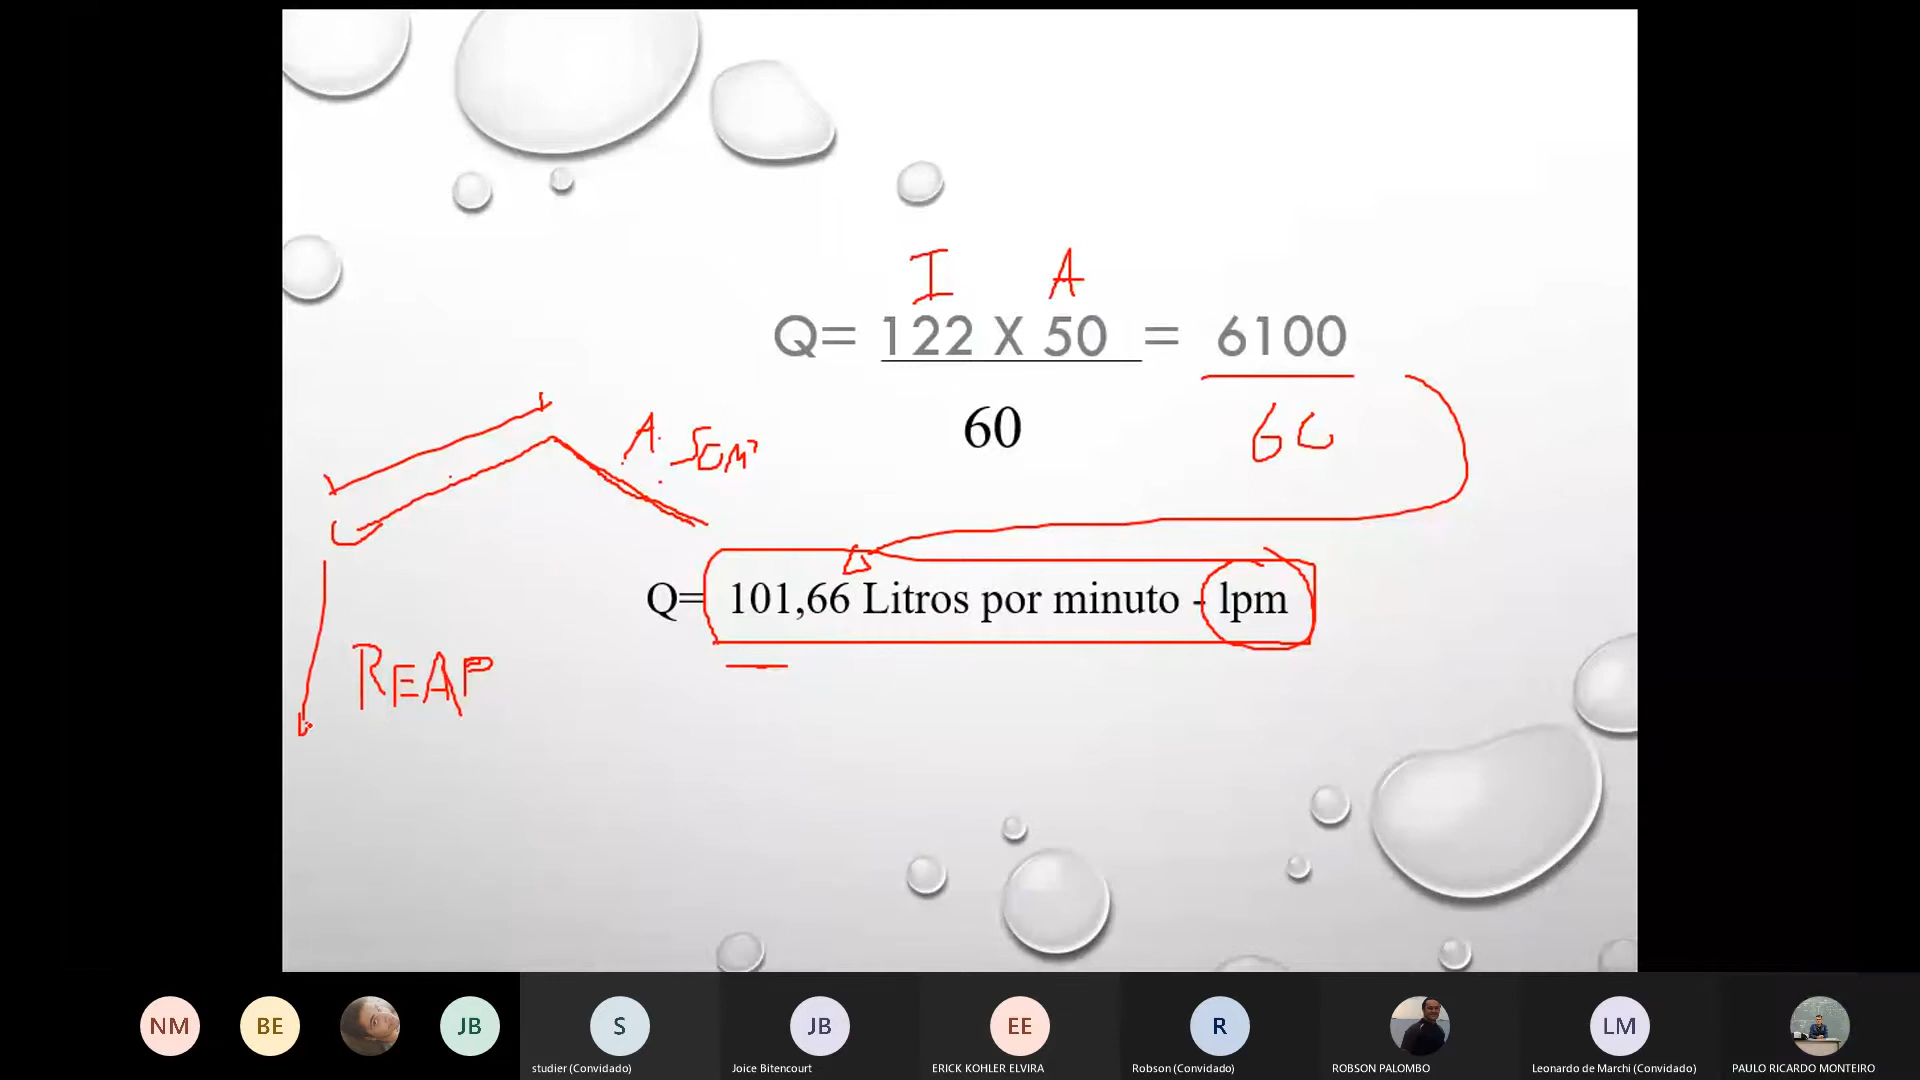 I A
Q= 122 X 50 = 6100
60 60
A. 50M²
Q= 101,66 Litros por minuto - lpm
REAP
NM BE JB S JB EE R LM
studier (Convidado) Joice Bitencourt ERICK KOHLER ELVIRA Robson (Convidado) ROBSON PALOMBO Leonardo de Marchi (Convidado) PAULO RICARDO MONTEIRO